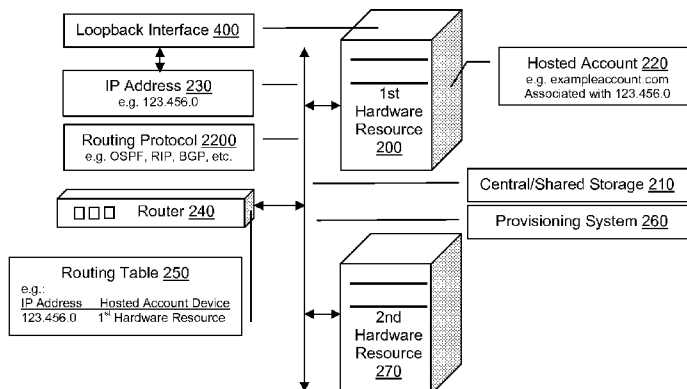 Loopback Interface 400
IP Address 230
e.g. 123.456.0
Routing Protocol 2200
e.g. OSPF, RIP, BGP, etc.
Router 240
Routing Table 250
e.g.:
IP Address Hosted Account Device
123.456.0 1st Hardware Resource
1st
Hardware
Resource
200
Hosted Account 220
e.g. exampleaccount.com
Associated with 123.456.0
Central/Shared Storage 210
Provisioning System 260
2nd
Hardware
Resource
270